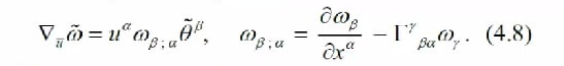 ∇_ū ω̃ = u^α ω_{β;α} θ̃^β, ω_{β;α} = ∂ω_β/∂x^α − Γ^γ_{βα} ω_γ. (4.8)